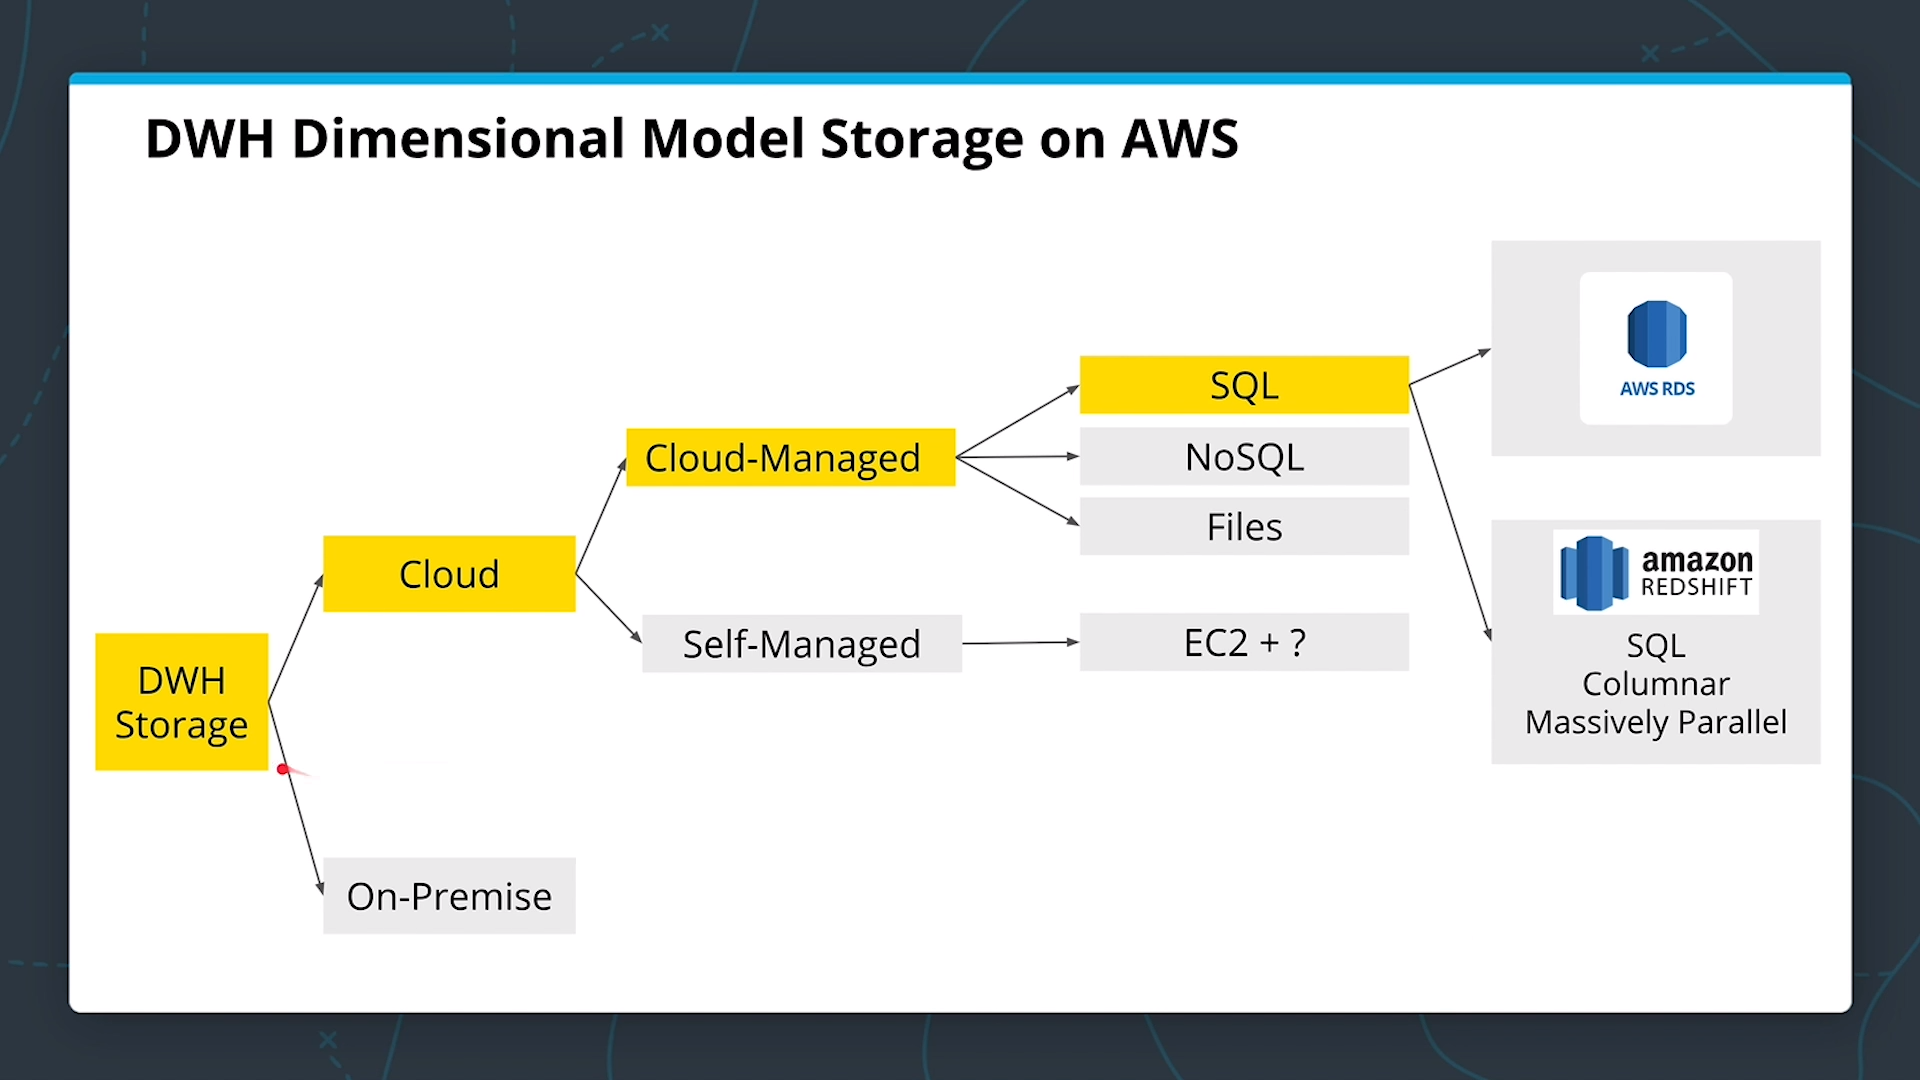 DWH Dimensional Model Storage on AWS
DWH
Storage
Cloud
On-Premise
Cloud-Managed
Self-Managed
SQL
NoSQL
Files
EC2 + ?
AWS RDS
amazon
REDSHIFT
SQL
Columnar
Massively Parallel